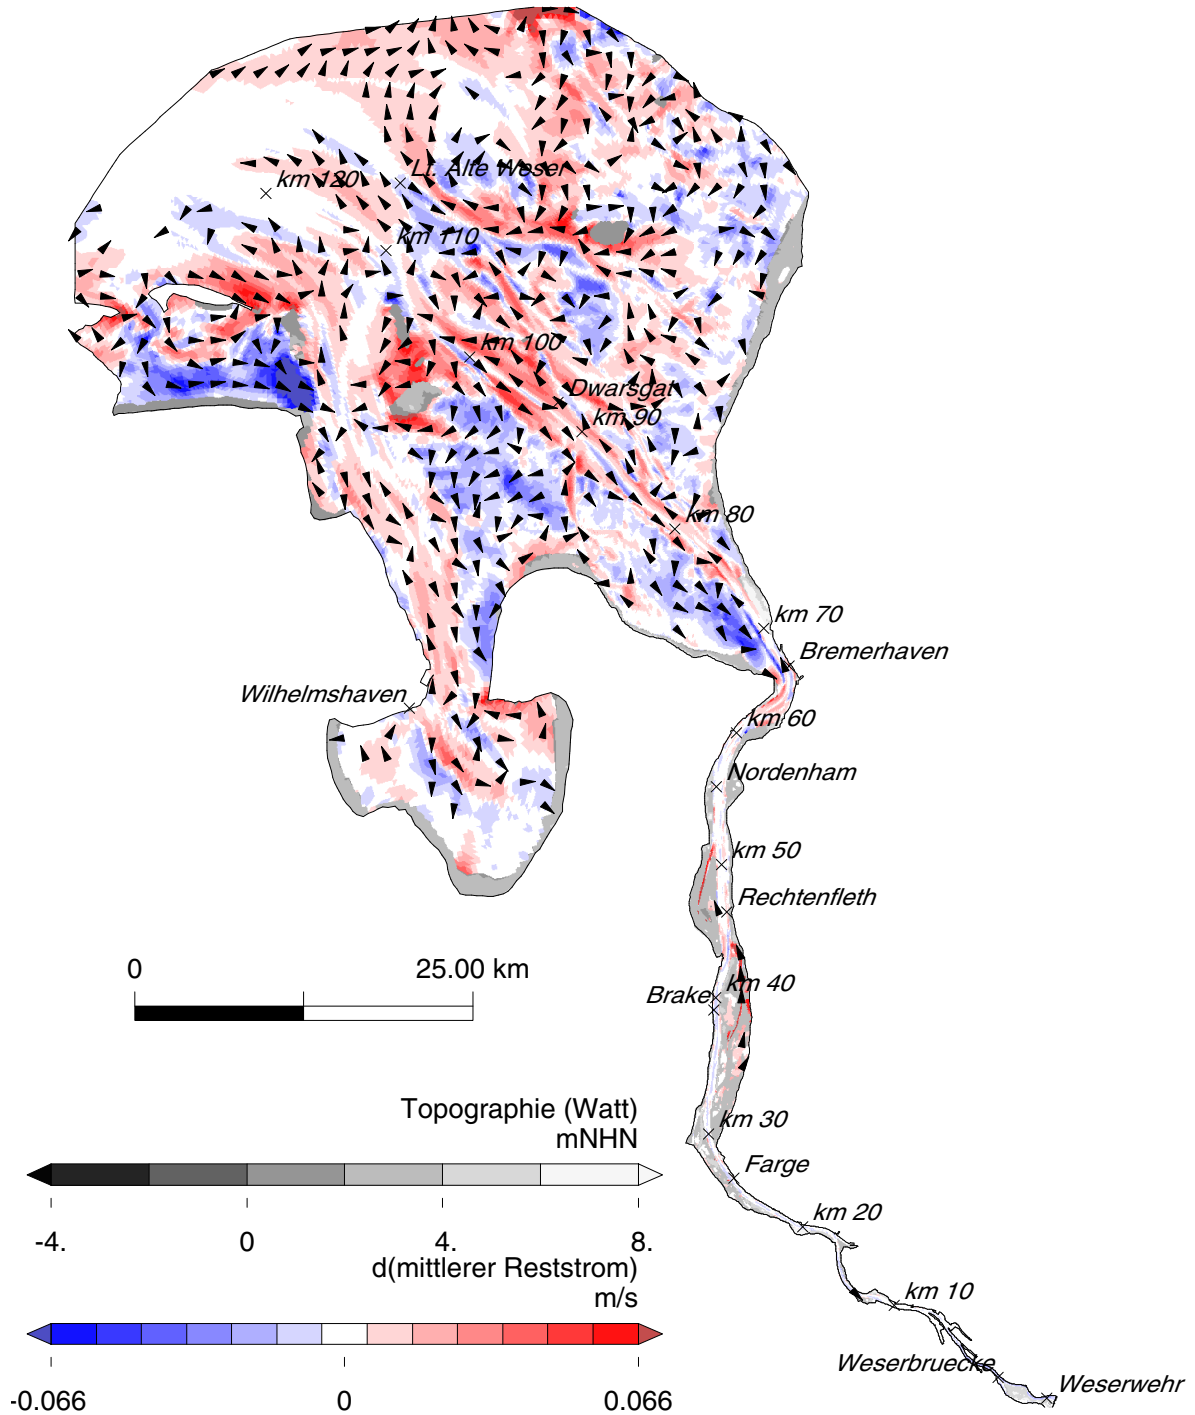 Lt. Alte Weser
km 120
km 110
km 100
Dwarsgat
km 90
km 80
km 70
Bremerhaven
Wilhelmshaven
km 60
Nordenham
km 50
Rechtenfleth
0 25.00 km
km 40
Brake
Topographie (Watt)
mNHN
km 30
Farge
-4. 0 4. 8.
km 20
d(mittlerer Reststrom)
m/s
km 10
Weserbruecke
Weserwehr
-0.066 0 0.066